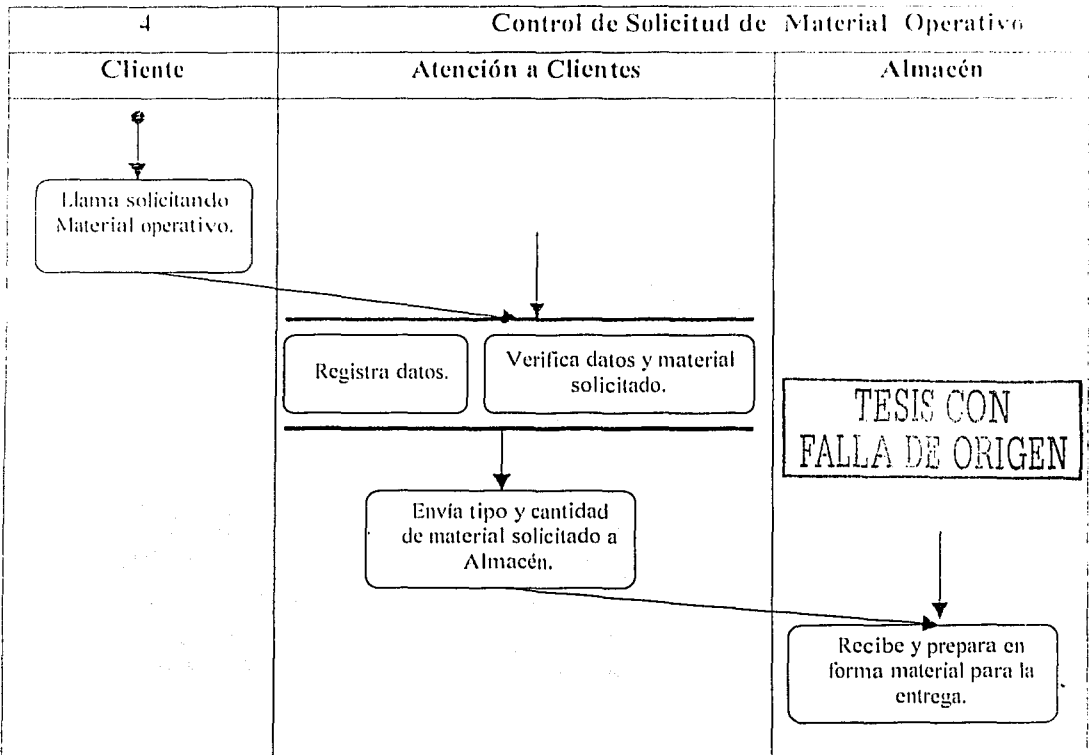 4
Control de Solicitud de Material Operativo
Cliente
Atención a Clientes
Almacén
Llama solicitando
Material operativo.
Registra datos.
Verifica datos y material
solicitado.
TESIS CON
FALLA DE ORIGEN
Envía tipo y cantidad
de material solicitado a
Almacén.
Recibe y prepara en
forma material para la
entrega.